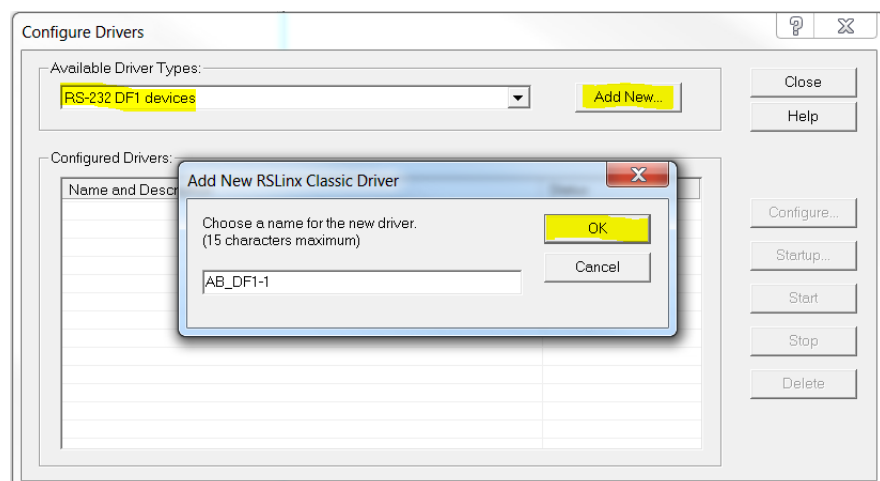 Configure Drivers
Available Driver Types:
RS-232 DF1 devices
Add New...
Close
Help
Configured Drivers:
Name and Descr
Add New RSLinx Classic Driver
Choose a name for the new driver.
(15 characters maximum)
OK
Cancel
AB_DF1-1
Configure...
Startup...
Start
Stop
Delete